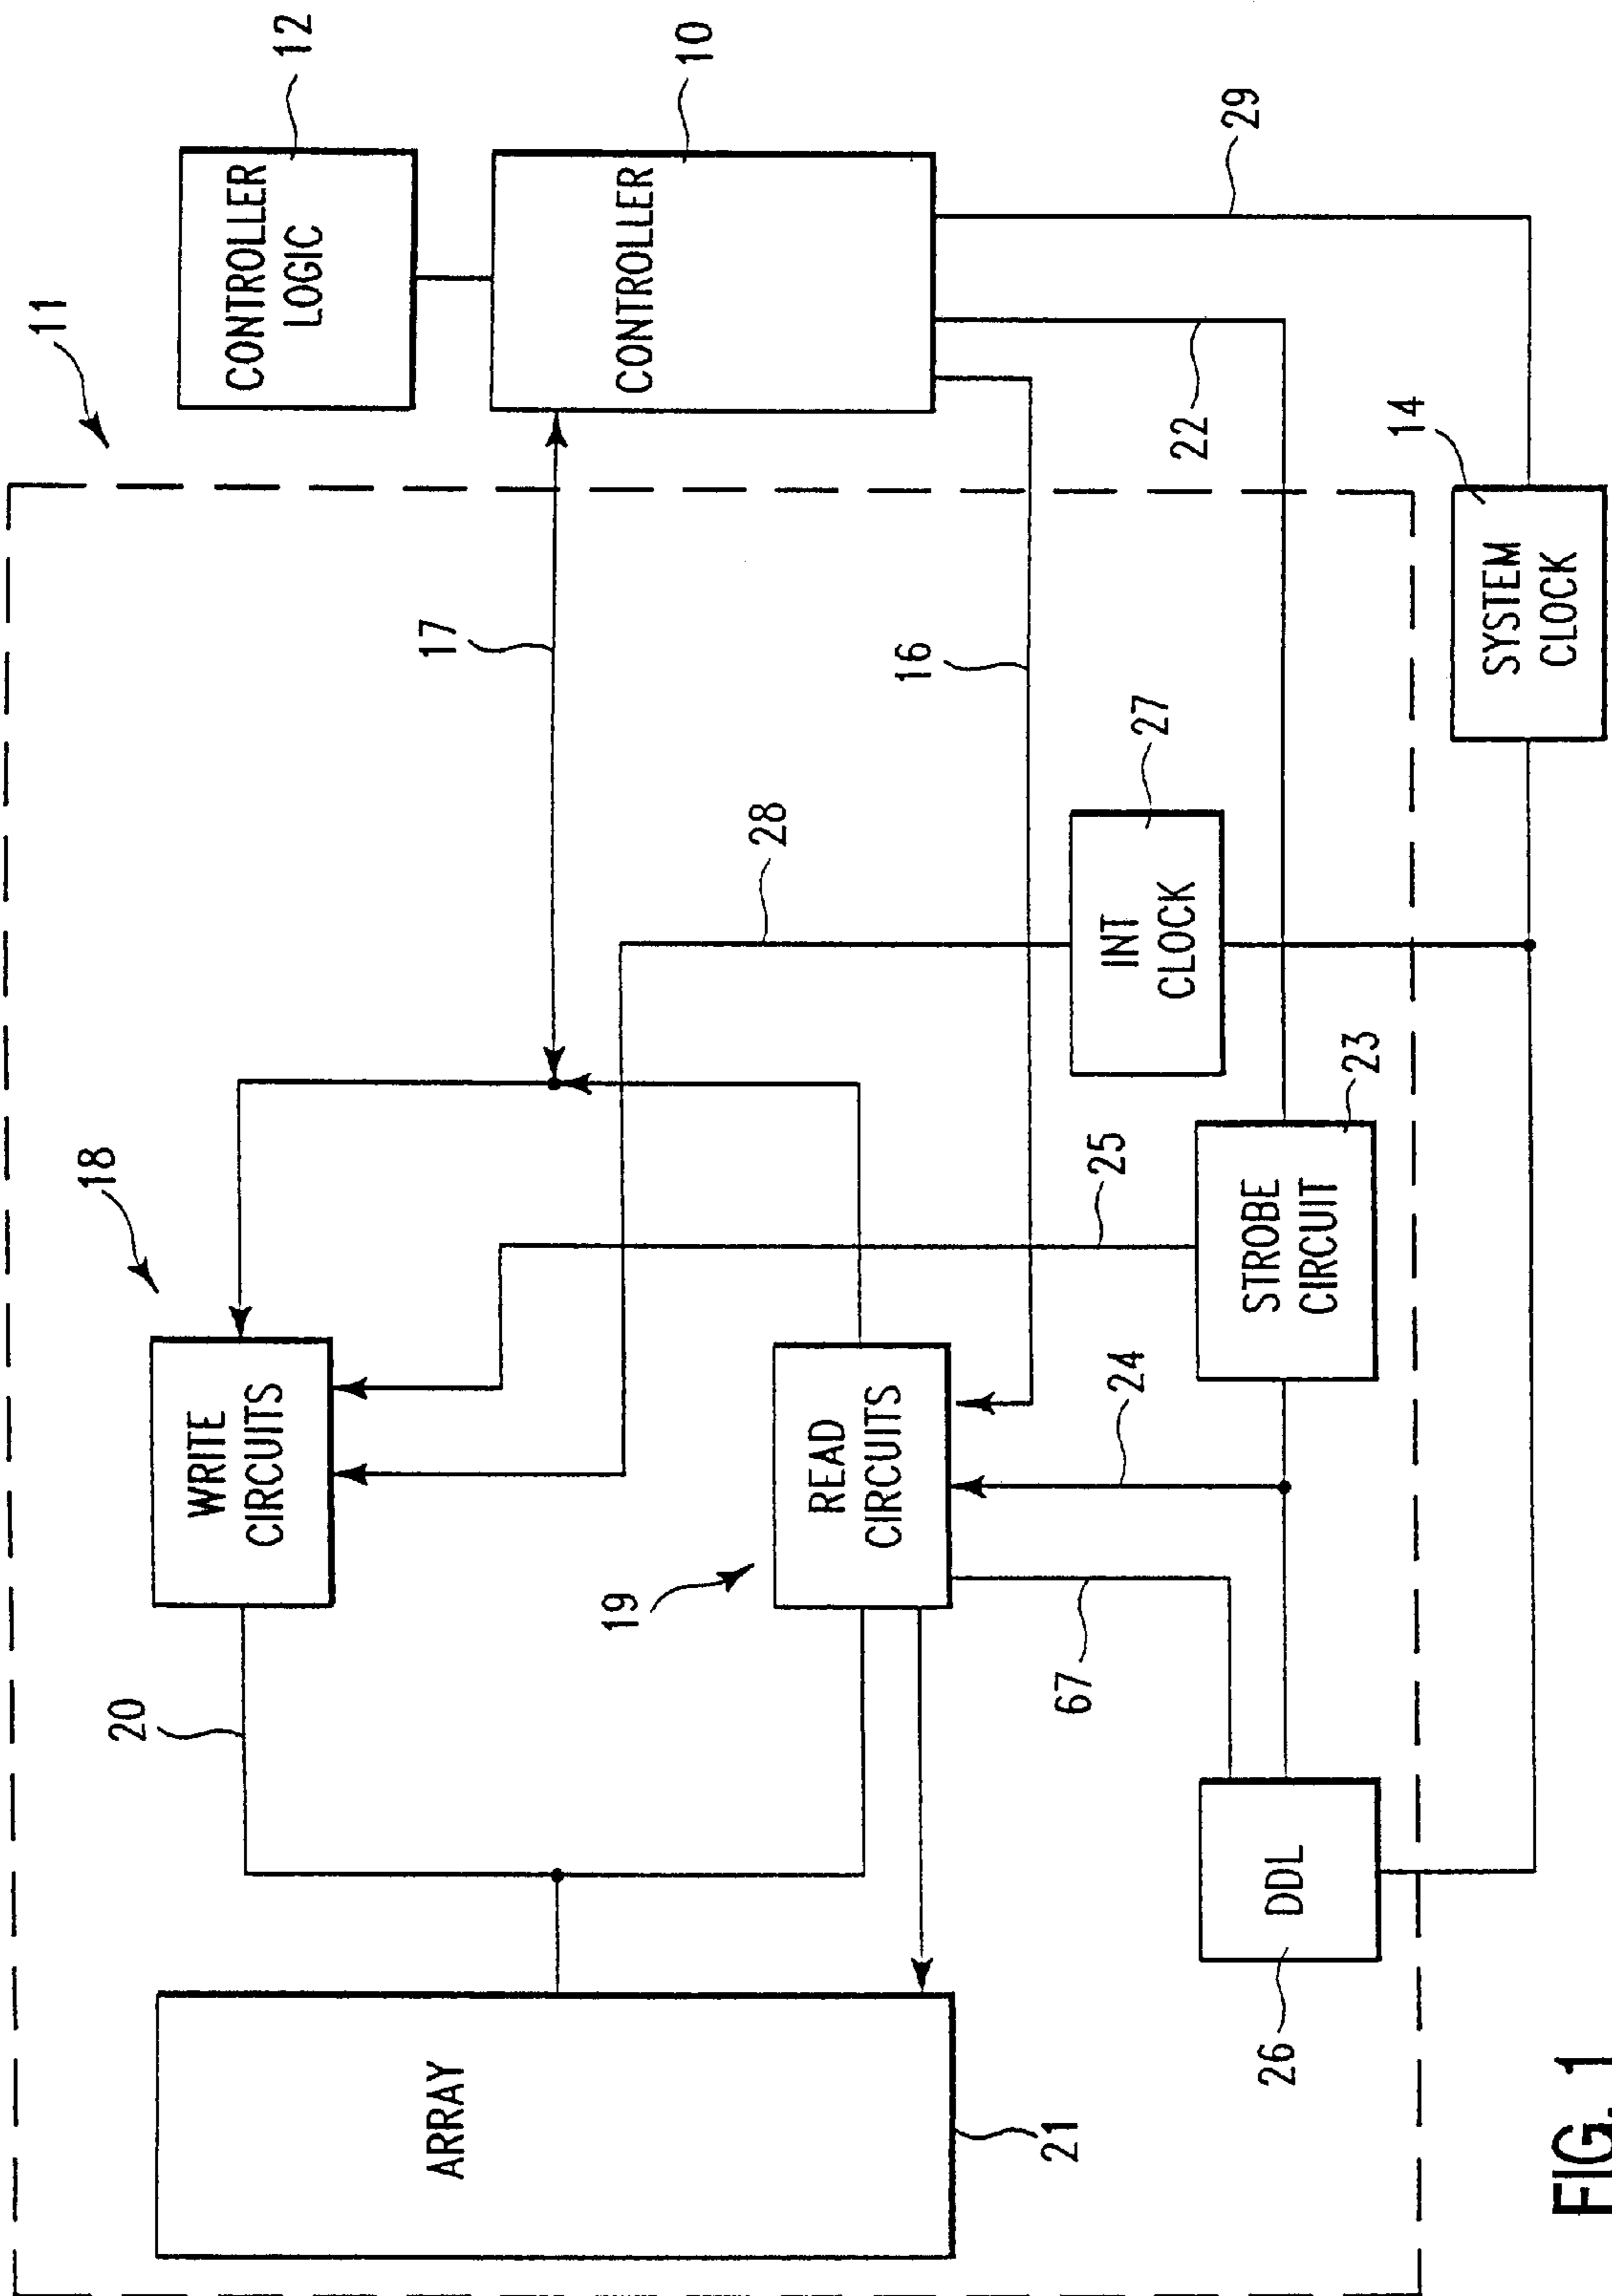 11
12
CONTROLLER
LOGIC
10
CONTROLLER
29
22
17
16
14
SYSTEM
CLOCK
28
27
INT
CLOCK
18
25
23
STROBE
CIRCUIT
WRITE
CIRCUITS
24
19
READ
CIRCUITS
20
67
DDL
26
ARRAY
21
FIG. 1